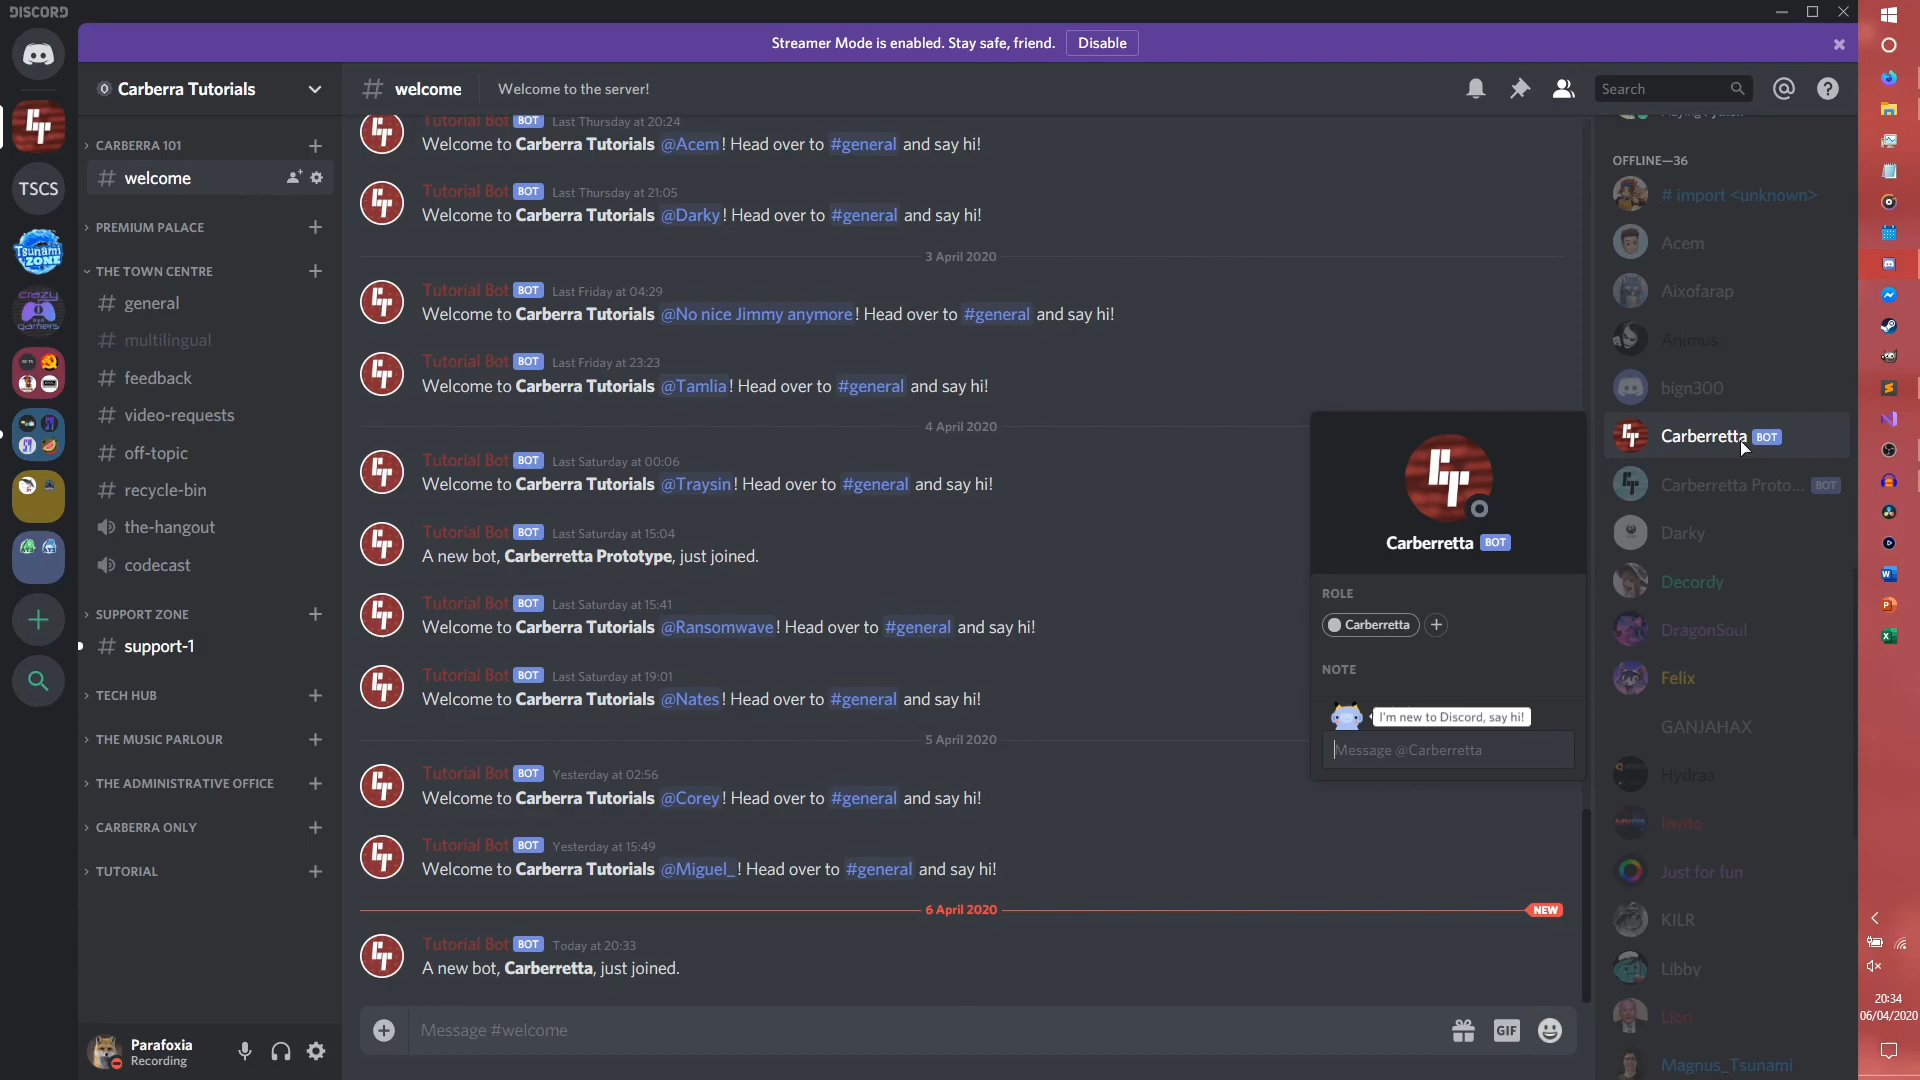 DISCORD
Streamer Mode is enabled. Stay safe, friend. Disable
Carberra Tutorials
CARBERRA 101
welcome
TSCS
PREMIUM PALACE
Tsunami ZONE
THE TOWN CENTRE
general
Crazy gamers
multilingual
feedback
video-requests
off-topic
recycle-bin
the-hangout
codecast
SUPPORT ZONE
support-1
TECH HUB
THE MUSIC PARLOUR
THE ADMINISTRATIVE OFFICE
CARBERRA ONLY
TUTORIAL
Parafoxia
Recording
# welcome Welcome to the server! Search
Tutorial Bot BOT Last Thursday at 20:24
Welcome to Carberra Tutorials @Acem! Head over to #general and say hi!
Tutorial Bot BOT Last Thursday at 21:05
Welcome to Carberra Tutorials @Darky! Head over to #general and say hi!
3 April 2020
Tutorial Bot BOT Last Friday at 04:29
Welcome to Carberra Tutorials @No nice Jimmy anymore! Head over to #general and say hi!
Tutorial Bot BOT Last Friday at 23:23
Welcome to Carberra Tutorials @Tamlia! Head over to #general and say hi!
4 April 2020
Tutorial Bot BOT Last Saturday at 00:06
Welcome to Carberra Tutorials @Traysin! Head over to #general and say hi!
Tutorial Bot BOT Last Saturday at 15:04
A new bot, Carberretta Prototype, just joined.
Tutorial Bot BOT Last Saturday at 15:41
Welcome to Carberra Tutorials @Ransomwave! Head over to #general and say hi!
Tutorial Bot BOT Last Saturday at 19:01
Welcome to Carberra Tutorials @Nates! Head over to #general and say hi!
5 April 2020
Tutorial Bot BOT Yesterday at 02:56
Welcome to Carberra Tutorials @Corey! Head over to #general and say hi!
Tutorial Bot BOT Yesterday at 15:49
Welcome to Carberra Tutorials @Miguel_! Head over to #general and say hi!
6 April 2020 NEW
Tutorial Bot BOT Today at 20:33
A new bot, Carberretta, just joined.
Message #welcome
GIF
Carberretta BOT
ROLE
Carberretta
NOTE
I'm new to Discord, say hi!
Message @Carberretta
OFFLINE—36
# import <unknown>
Acem
Aixofarap
Animus
bign300
Carberretta BOT
Carberretta Proto... BOT
Darky
Decordy
DragonSoul
Felix
GANJAHAX
Hydraa
Invite
Just for fun
KILR
Libby
Lion
Magnus_Tsunami
20:34
06/04/2020